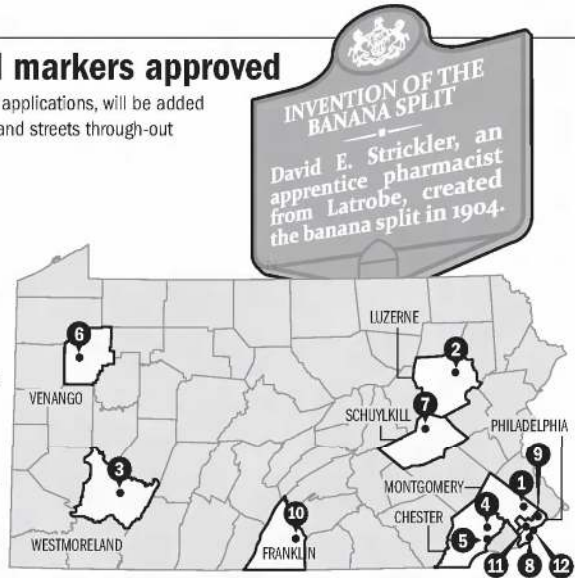 l markers approved
applications, will be added
and streets through-out
INVENTION OF THE
BANANA SPLIT
David E. Strickler, an
apprentice pharmacist
from Latrobe, created
the banana split in 1904.
LUZERNE
6
2
VENANGO
SCHUYLKILL
7
PHILADELPHIA
9
3
MONTGOMERY
1
10
CHESTER
4
WESTMORELAND
FRANKLIN
5
11
8
12